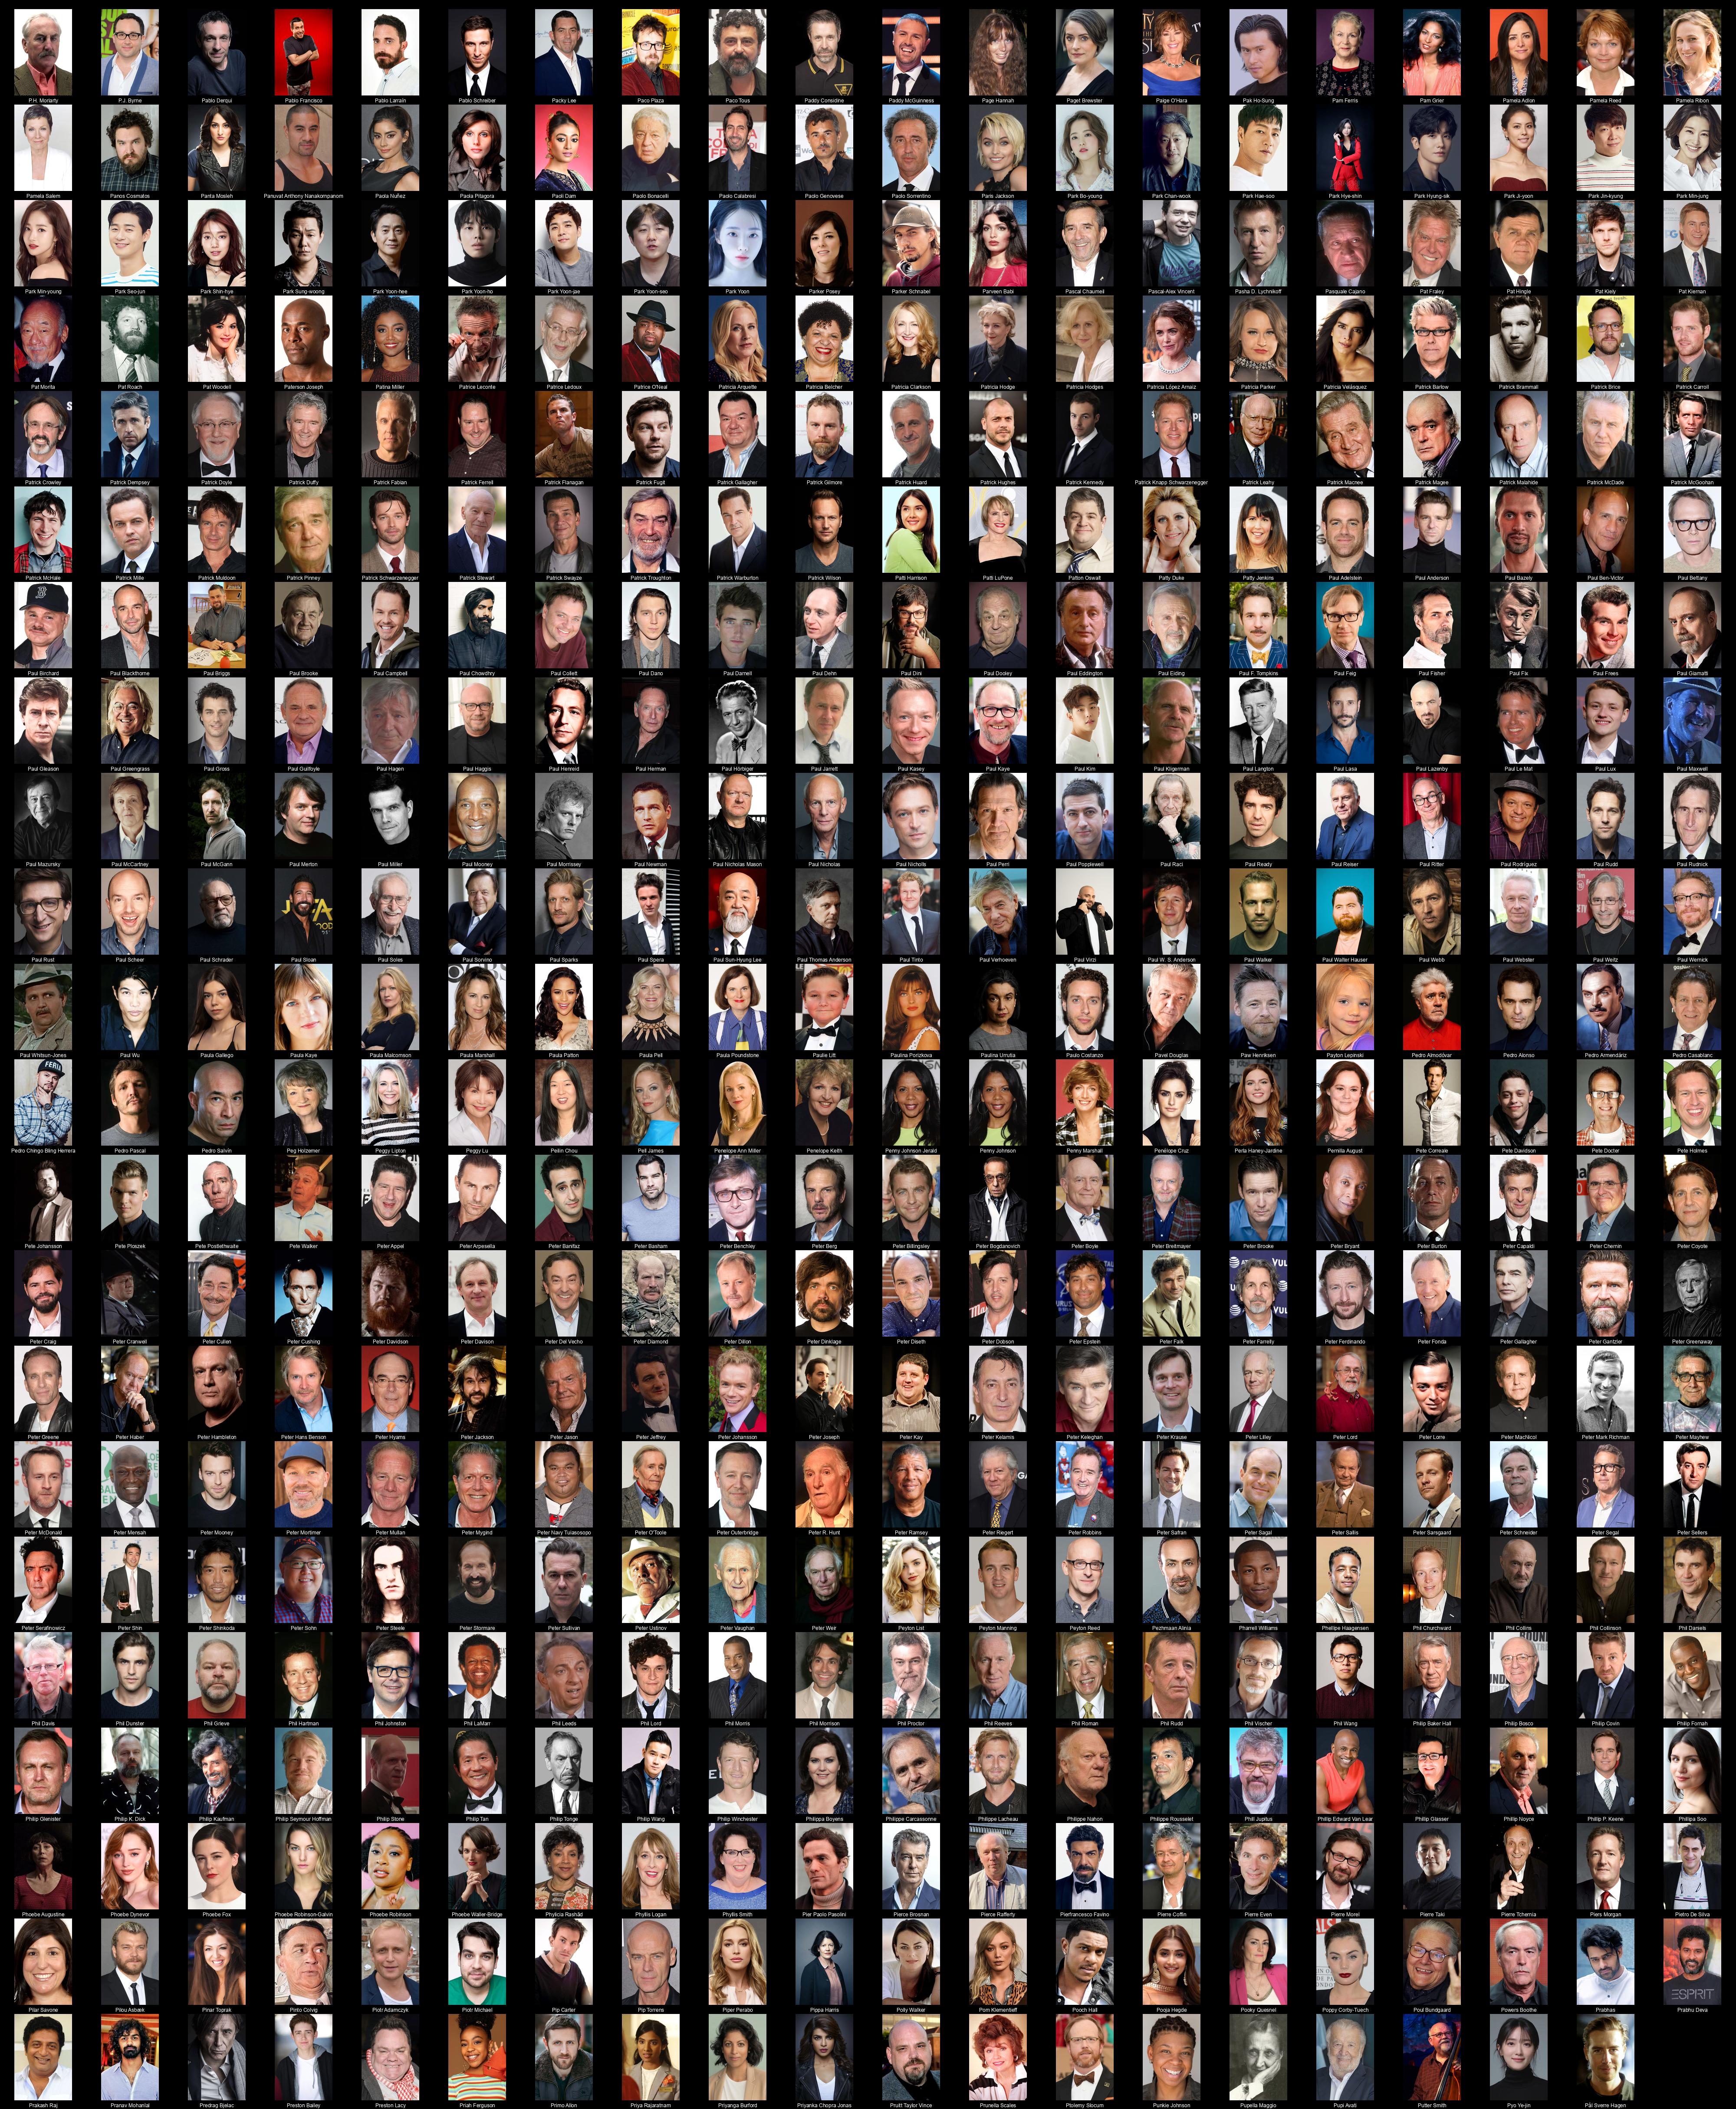 P.H. Moriarty P.J. Byrne Pablo Derqui Pablo Francisco Pablo Larraín Pablo Schreiber Packy Lee Paco Plaza Paco Tous Paddy Considine Paddy McGuinness Page Hannah Paget Brewster Paige O'Hara Pak Ho-Sung Pam Ferris Pam Grier Pamela Adlon Pamela Reed Pamela Ribon
Pamela Salem Panos Cosmatos Panta Mosleh Panuvat Anthony Nanakornpanom Paola Nuñez Paola Pitagora Paoli Dam Paolo Bonacelli Paolo Calabresi Paolo Genovese Paolo Sorrentino Paris Jackson Park Bo-young Park Chan-wook Park Hae-soo Park Hye-shin Park Hyung-sik Park Ji-yoon Park Jin-kyung Park Min-jung
Park Min-young Park Seo-jun Park Shin-hye Park Sung-woong Park Yoon-hee Park Yoon-ho Park Yoon-jae Park Yoon-seo Park Yoon Parker Posey Parker Schnabel Parveen Babi Pascal Chaumeil Pascal-Alex Vincent Pasha D. Lychnikoff Pasquale Cajano Pat Fraley Pat Hingle Pat Kiely Pat Kiernan
Pat Morita Pat Roach Pat Woodell Paterson Joseph Patina Miller Patrice Leconte Patrice Ledoux Patrice O'Neal Patricia Arquette Patricia Belcher Patricia Clarkson Patricia Hodge Patricia Hodges Patricia López Arnaiz Patricia Parker Patricia Velásquez Patrick Bartow Patrick Brammall Patrick Brice Patrick Carroll
Patrick Crowley Patrick Dempsey Patrick Doyle Patrick Duffy Patrick Fabian Patrick Ferrell Patrick Flanagan Patrick Fugit Patrick Gallagher Patrick Gilmore Patrick Huard Patrick Hughes Patrick Kennedy Patrick Knapp Schwarzenegger Patrick Leahy Patrick Macnee Patrick Magee Patrick Malahide Patrick McDade Patrick McGoohan
Patrick McHale Patrick Mille Patrick Muldoon Patrick Pinney Patrick Schwarzenegger Patrick Stewart Patrick Swayze Patrick Troughton Patrick Warburton Patrick Wilson Patti Harrison Patti LuPone Patton Oswalt Patty Duke Patty Jenkins Paul Adelstein Paul Anderson Paul Bazely Paul Ben-Victor Paul Bettany
Paul Birchard Paul Blackthorne Paul Briggs Paul Brooke Paul Campbell Paul Chowdhry Paul Collett Paul Dano Paul Darnell Paul Dehn Paul Dini Paul Dooley Paul Eddington Paul Eiding Paul F. Tompkins Paul Feig Paul Fisher Paul Fix Paul Frees Paul Giamatti
Paul Gleason Paul Greengrass Paul Gross Paul Guilfoyle Paul Hagen Paul Haggis Paul Henreid Paul Herman Paul Hörbiger Paul Jarrett Paul Kasey Paul Kaye Paul Kim Paul Kligerman Paul Langton Paul Lasa Paul Lazenby Paul Le Mat Paul Lux Paul Maxwell
Paul Mazursky Paul McCartney Paul McGann Paul Merton Paul Miller Paul Mooney Paul Morrissey Paul Newman Paul Nicholas Mason Paul Nicholas Paul Nicholls Paul Perri Paul Popplewell Paul Raci Paul Ready Paul Reiser Paul Ritter Paul Rodríguez Paul Rudd Paul Rudnick
Paul Rust Paul Scheer Paul Schrader Paul Sloan Paul Soles Paul Sorvino Paul Sparks Paul Spera Paul Sun-Hyung Lee Paul Thomas Anderson Paul Tinto Paul Verhoeven Paul Virzì Paul W. S. Anderson Paul Walker Paul Walter Hauser Paul Webb Paul Webster Paul Weitz Paul Wernick
Paul Whitsun-Jones Paul Wu Paula Gallego Paula Kaye Paula Malcomson Paula Marshall Paula Patton Paula Pell Paula Poundstone Paulie Litt Paulina Porizkova Paulina Urrutia Paulo Costanzo Pavel Douglas Paw Henriksen Payton Lepinski Pedro Almodóvar Pedro Alonso Pedro Armendáriz Pedro Casablanc
Pedro Chingo Bling Herrera Pedro Pascal Pedro Salvín Peg Holzemer Peggy Lipton Peggy Lu Peilin Chou Pell James Penelope Ann Miller Penelope Keith Penny Johnson Jerald Penny Johnson Penny Marshall Penélope Cruz Perla Haney-Jardine Pernilla August Pete Correale Pete Davidson Pete Docter Pete Holmes
Pete Johansson Pete Ploszek Pete Postlethwaite Pete Walker Peter Appel Peter Arpesella Peter Banifaz Peter Basham Peter Benchley Peter Berg Peter Billingsley Peter Bogdanovich Peter Boyle Peter Breitmayer Peter Brooke Peter Bryant Peter Burton Peter Capaldi Peter Chernin Peter Coyote
Peter Craig Peter Cranwell Peter Cullen Peter Cushing Peter Davidson Peter Davison Peter Del Vecho Peter Diamond Peter Dillon Peter Dinklage Peter Diseth Peter Dobson Peter Epstein Peter Falk Peter Farrelly Peter Ferdinando Peter Fonda Peter Gallagher Peter Gantzler Peter Greenaway
Peter Greene Peter Haber Peter Hambleton Peter Hans Benson Peter Hyams Peter Jackson Peter Jason Peter Jeffrey Peter Johansson Peter Joseph Peter Kay Peter Kelamis Peter Keleghan Peter Krause Peter Lilley Peter Lord Peter Lorre Peter MacNicol Peter Mark Richman Peter Mayhew
Peter McDonald Peter Mensah Peter Mooney Peter Mortimer Peter Mullan Peter Mygind Peter Navy Tuiasosopo Peter O'Toole Peter Outerbridge Peter R. Hunt Peter Ramsey Peter Riegert Peter Robbins Peter Safran Peter Sagal Peter Sallis Peter Sarsgaard Peter Schneider Peter Segal Peter Sellers
Peter Serafinowicz Peter Shin Peter Shinkoda Peter Sohn Peter Steele Peter Stormare Peter Sullivan Peter Ustinov Peter Vaughan Peter Weir Peyton List Peyton Manning Peyton Reed Pezhmaan Alinia Pharrell Williams Phellipe Haagensen Phil Churchward Phil Collins Phil Collinson Phil Daniels
Phil Davis Phil Dunster Phil Grieve Phil Hartman Phil Johnston Phil LaMarr Phil Leeds Phil Lord Phil Morris Phil Morrison Phil Proctor Phil Reeves Phil Roman Phil Rudd Phil Vischer Phil Wang Philip Baker Hall Philip Bosco Philip Covin Philip Fornah
Philip Glenister Philip K. Dick Philip Kaufman Philip Seymour Hoffman Philip Stone Philip Tan Philip Tonge Philip Wang Philip Winchester Philippa Boyens Philippe Carcassonne Philippe Lacheau Philippe Nahon Philippe Rousselet Phill Jupitus Phillip Edward Van Lear Phillip Glasser Phillip Noyce Phillip P. Keene Phillipa Soo
Phoebe Augustine Phoebe Dynevor Phoebe Fox Phoebe Robinson-Galvin Phoebe Robinson Phoebe Waller-Bridge Phylicia Rashād Phyllis Logan Phyllis Smith Pier Paolo Pasolini Pierce Brosnan Pierce Rafferty Pierfrancesco Favino Pierre Coffin Pierre Even Pierre Morel Pierre Taki Pierre Tchernia Piers Morgan Pietro De Silva
Pilar Savone Pilou Asbæk Pinar Toprak Pinto Colvig Piotr Adamczyk Piotr Michael Pip Carter Pip Torrens Piper Perabo Pippa Harris Polly Walker Pom Klementieff Pooch Hall Pooja Hegde Pooky Quesnel Poppy Corby-Tuech Poul Bundgaard Powers Boothe Prabhas Prabhu Deva
Prakash Raj Pranav Mohanlal Predrag Bjelac Preston Bailey Preston Lacy Priah Ferguson Primo Allon Priya Rajaratnam Priyanga Burford Priyanka Chopra Jonas Pruitt Taylor Vince Prunella Scales Ptolemy Slocum Punkie Johnson Pupella Maggio Pupi Avati Putter Smith Pyo Ye-jin Pål Sverre Hagen